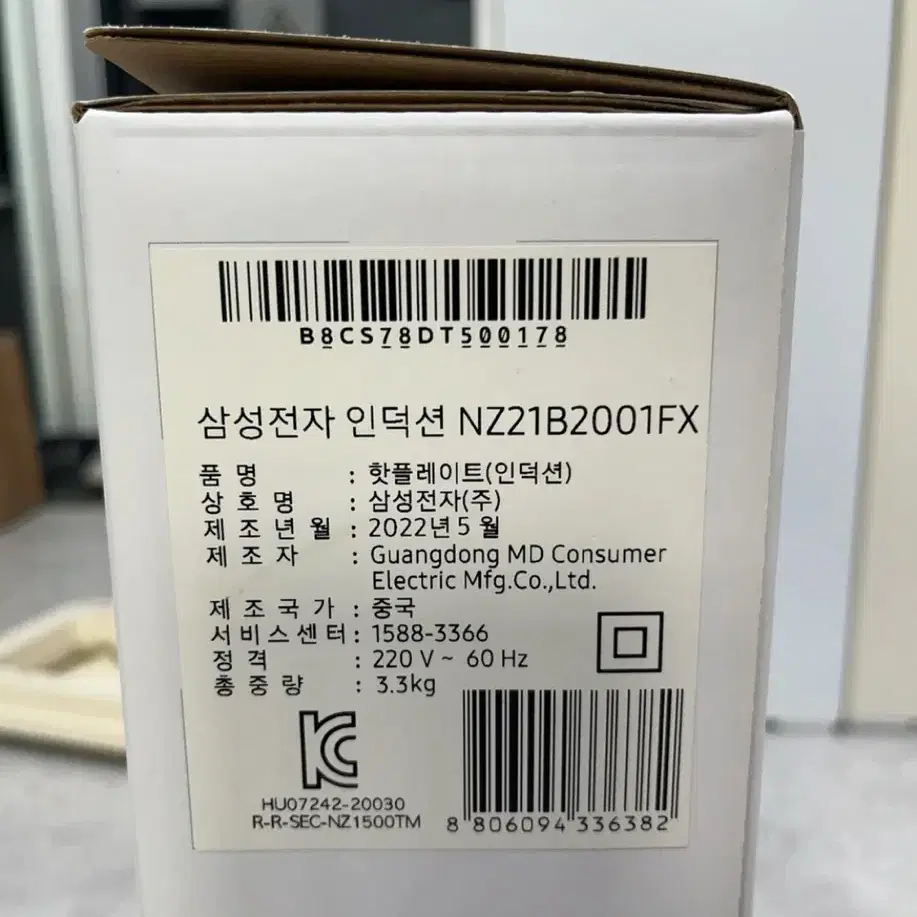 B8CS78DT500178
삼성전자 인덕션 NZ21B2001FX
품 명 : 핫플레이트(인덕션)
상 호 명 : 삼성전자(주)
제 조 년 월 : 2022년 5 월
제 조 자 : Guangdong MD Consumer
Electric Mfg.Co.,Ltd.
제 조 국 가 : 중국
서비스센터 : 1588-3366
정 격 : 220 V ~ 60 Hz
총 중 량 : 3.3kg
KC
HU07242-20030
R-R-SEC-NZ1500TM
8 806094 336382